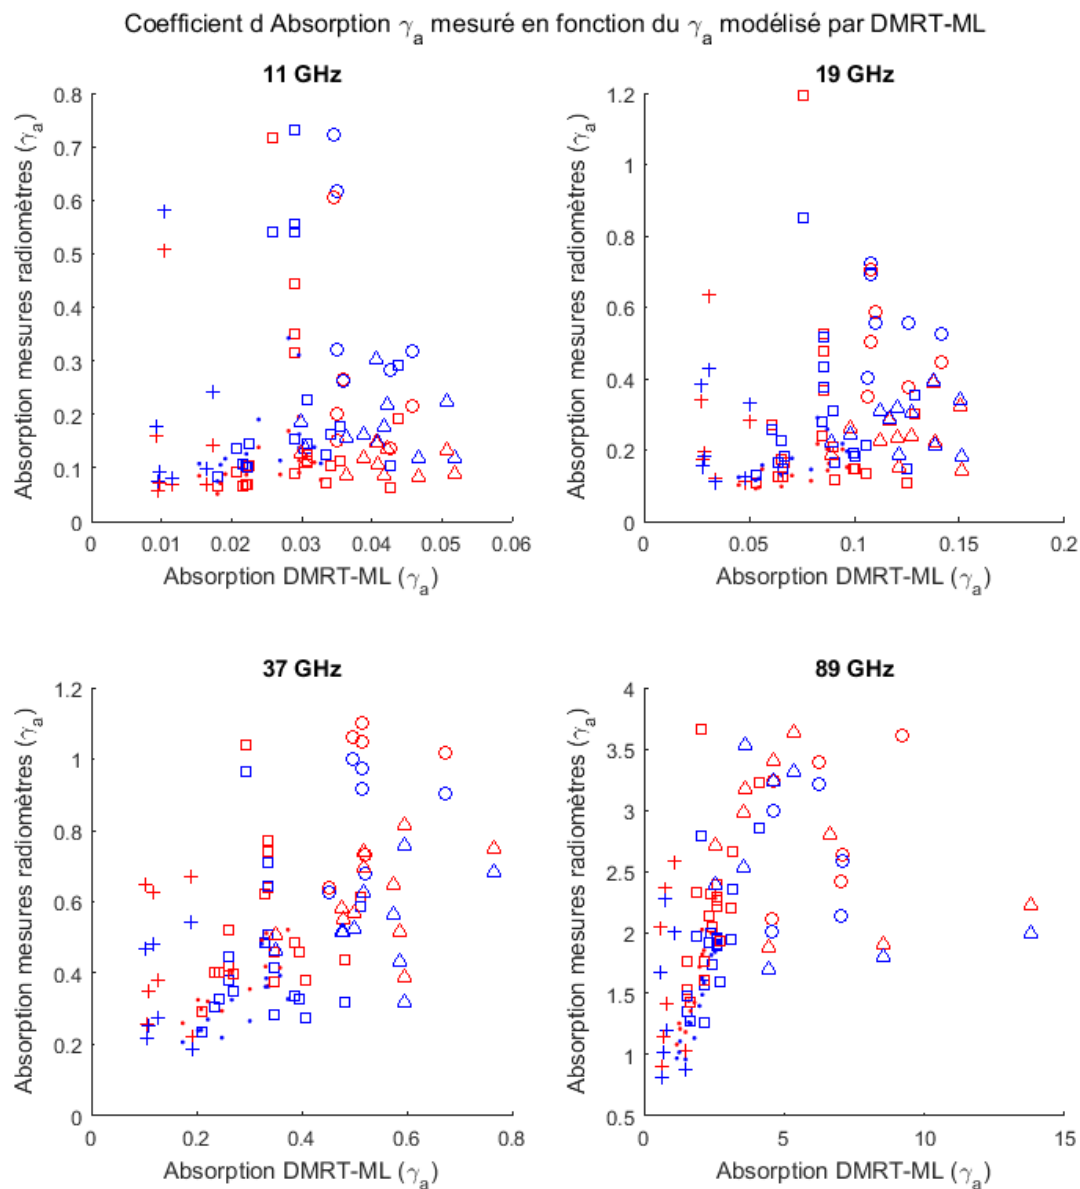 Coefficient d Absorption γa mesuré en fonction du γa modélisé par DMRT-ML
11 GHz
Absorption mesures radiomètres (γa)
0.8
0.7
0.6
0.5
0.4
0.3
0.2
0.1
0
0 0.01 0.02 0.03 0.04 0.05 0.06
Absorption DMRT-ML (γa)
19 GHz
Absorption mesures radiomètres (γa)
1.2
1
0.8
0.6
0.4
0.2
0
0 0.05 0.1 0.15 0.2
Absorption DMRT-ML (γa)
37 GHz
Absorption mesures radiomètres (γa)
1.2
1
0.8
0.6
0.4
0.2
0
0 0.2 0.4 0.6 0.8
Absorption DMRT-ML (γa)
89 GHz
Absorption mesures radiomètres (γa)
4
3.5
3
2.5
2
1.5
1
0.5
0 5 10 15
Absorption DMRT-ML (γa)